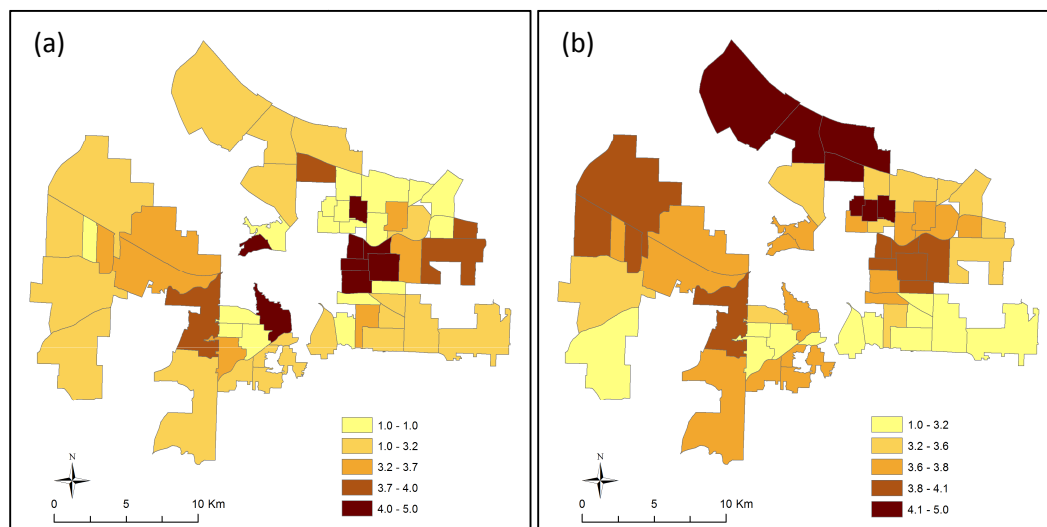 (a)
1.0 - 1.0
1.0 - 3.2
3.2 - 3.7
3.7 - 4.0
4.0 - 5.0
N
0 5 10 Km
(b)
1.0 - 3.2
3.2 - 3.6
3.6 - 3.8
3.8 - 4.1
4.1 - 5.0
N
0 5 10 Km